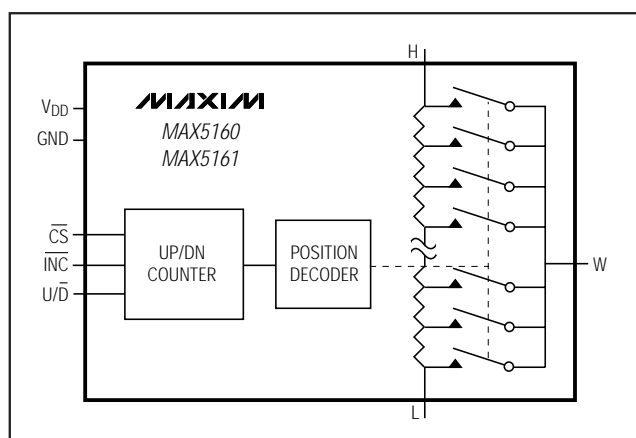 H
VDD
GND
MAXIM
MAX5160
MAX5161
CS
INC
U/D
UP/DN
COUNTER
POSITION
DECODER
W
L